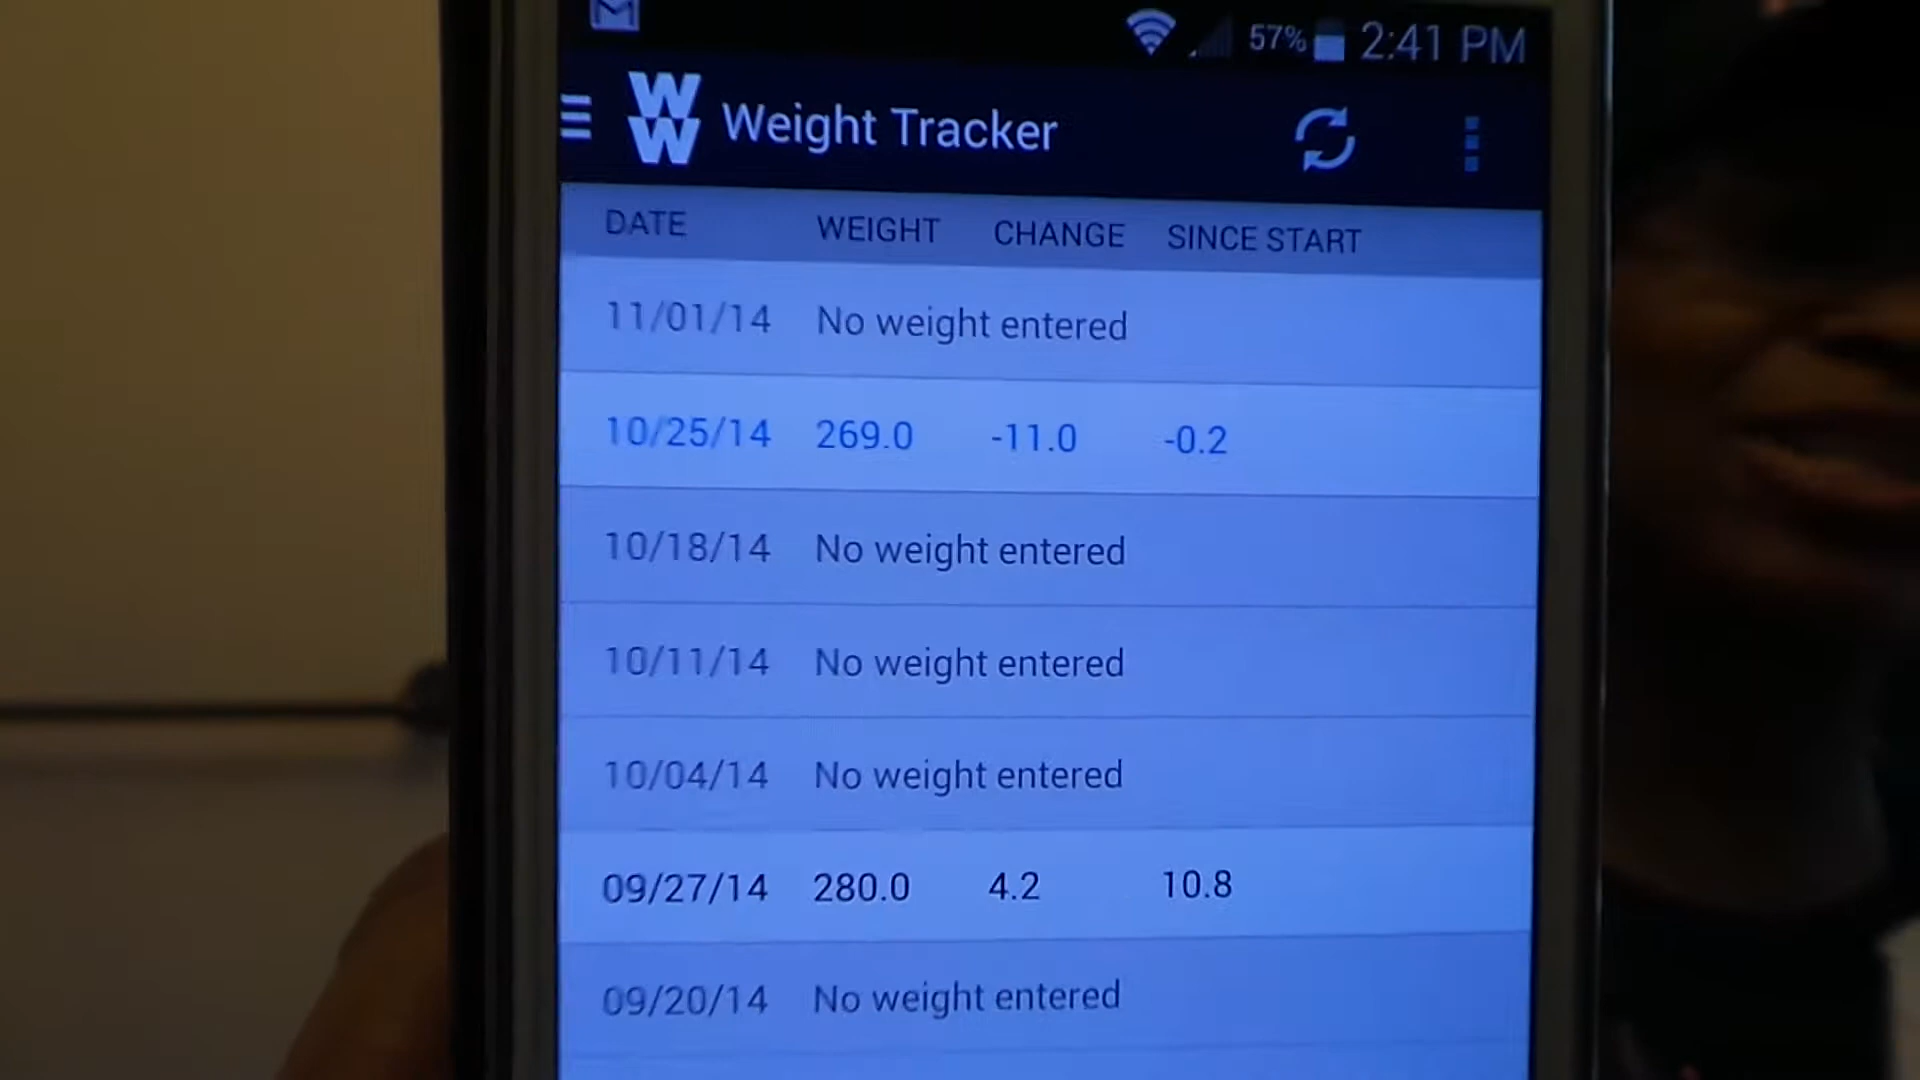 57% 2:41 PM
W
W Weight Tracker
DATE WEIGHT CHANGE SINCE START
11/01/14 No weight entered
10/25/14 269.0 -11.0 -0.2
10/18/14 No weight entered
10/11/14 No weight entered
10/04/14 No weight entered
09/27/14 280.0 4.2 10.8
09/20/14 No weight entered